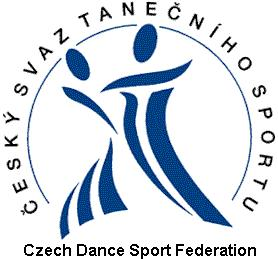 ČESKÝ SVAZ TANEČNÍHO SPORTU
Czech Dance Sport Federation